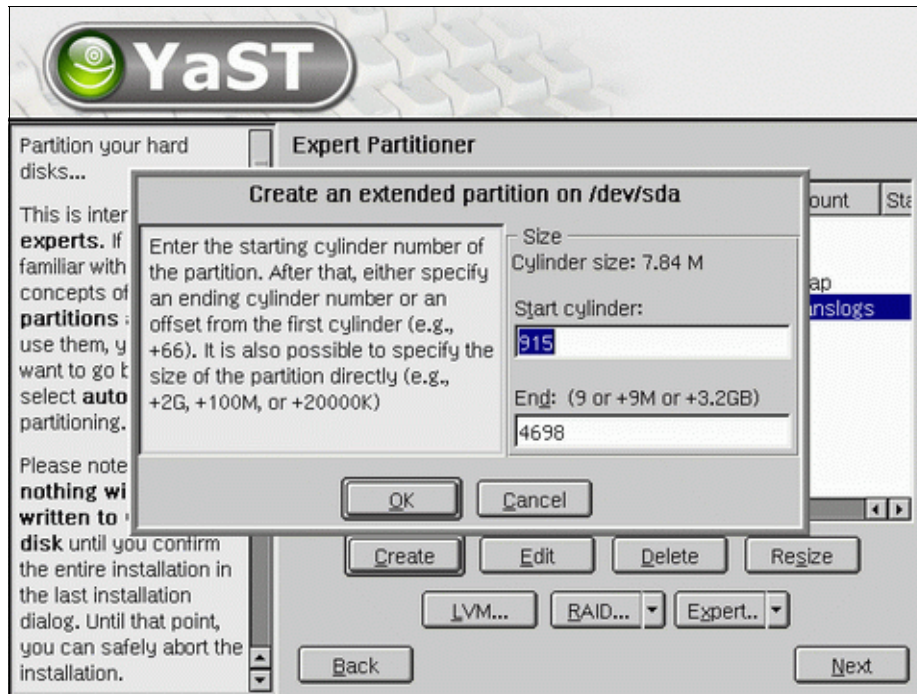 YaST
Partition your hard
disks...
This is inter
experts. If
familiar with
concepts of
partitions
use them, y
want to go b
select auto
partitioning.
Please note
nothing wi
written to
disk until you confirm
the entire installation in
the last installation
dialog. Until that point,
you can safely abort the
installation.
Expert Partitioner
ount
Sta
ap
anslogs
Create an extended partition on /dev/sda
Enter the starting cylinder number of
the partition. After that, either specify
an ending cylinder number or an
offset from the first cylinder (e.g.,
+66). It is also possible to specify the
size of the partition directly (e.g.,
+2G, +100M, or +20000K)
Size
Cylinder size: 7.84 M
Start cylinder:
915
End: (9 or +9M or +3.2GB)
4698
OK
Cancel
Create
Edit
Delete
Resize
LVM...
RAID...
Expert..
Back
Next